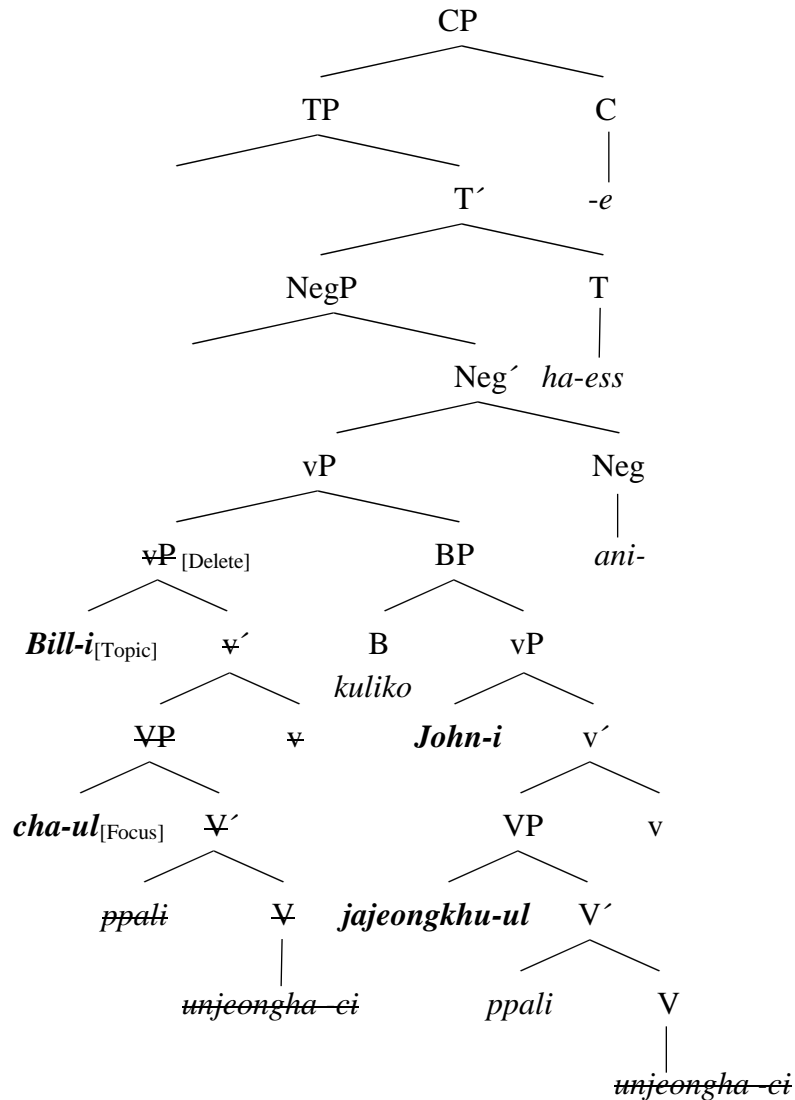 CP
TP C
T´ -e
NegP T
Neg´ ha-ess
vP Neg
vP [Delete] BP ani-
Bill-i[Topic] v´ B vP
kuliko
VP v John-i v´
cha-ul[Focus] V´ VP v
ppali V jajeongkhu-ul V´
unjeongha -ci ppali V
unjeongha -ci